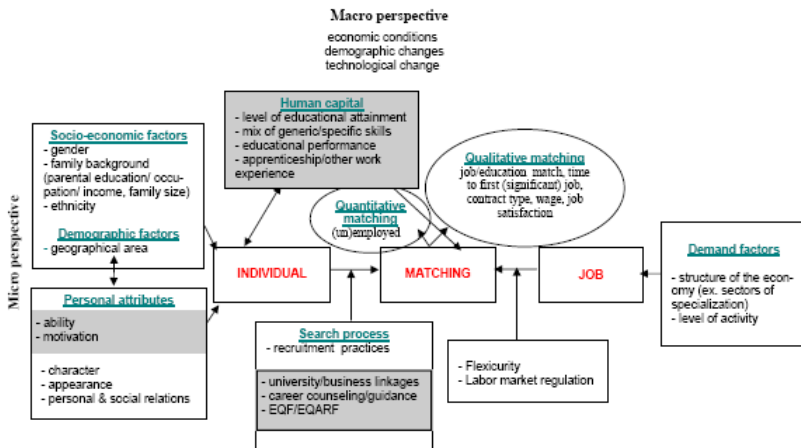 Macro perspective
economic conditions
demographic changes
technological change
Micro perspective
Socio-economic factors
- gender
- family background
(parental education/ occu-
pation/ income, family size)
- ethnicity
Demographic factors
- geographical area
Personal attributes
- ability
- motivation
- character
- appearance
- personal & social relations
Human capital
- level of educational attainment
- mix of generic/specific skills
- educational performance
- apprenticeship/other work
experience
Quantitative
matching
(un)employed
Qualitative matching
job/education match, time
to first (significant) job,
contract type, wage, job
satisfaction
INDIVIDUAL
MATCHING
JOB
Search process
- recruitment practices
- university/business linkages
- career counseling/guidance
- EQF/EQARF
- Flexicurity
- Labor market regulation
Demand factors
- structure of the econ-
omy (ex. sectors of
specialization)
- level of activity